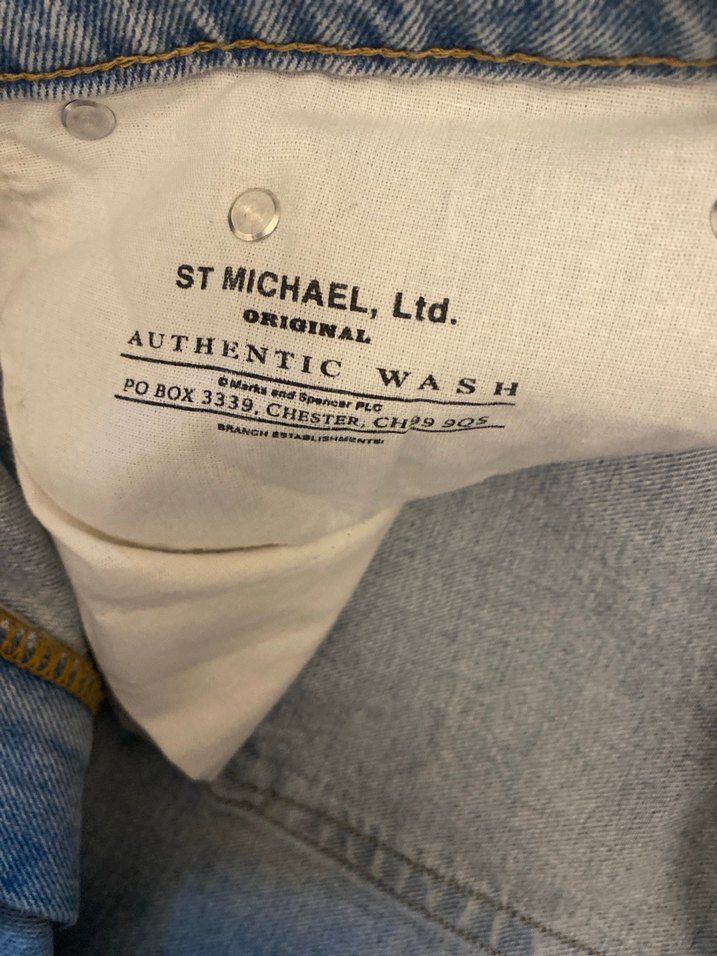 ST MICHAEL, Ltd.
ORIGINAL
AUTHENTIC WASH
© Marks and Spencer PLC
PO BOX 3339, CHESTER, CH99 9QS
BRANCH ESTABLISHMENTS: